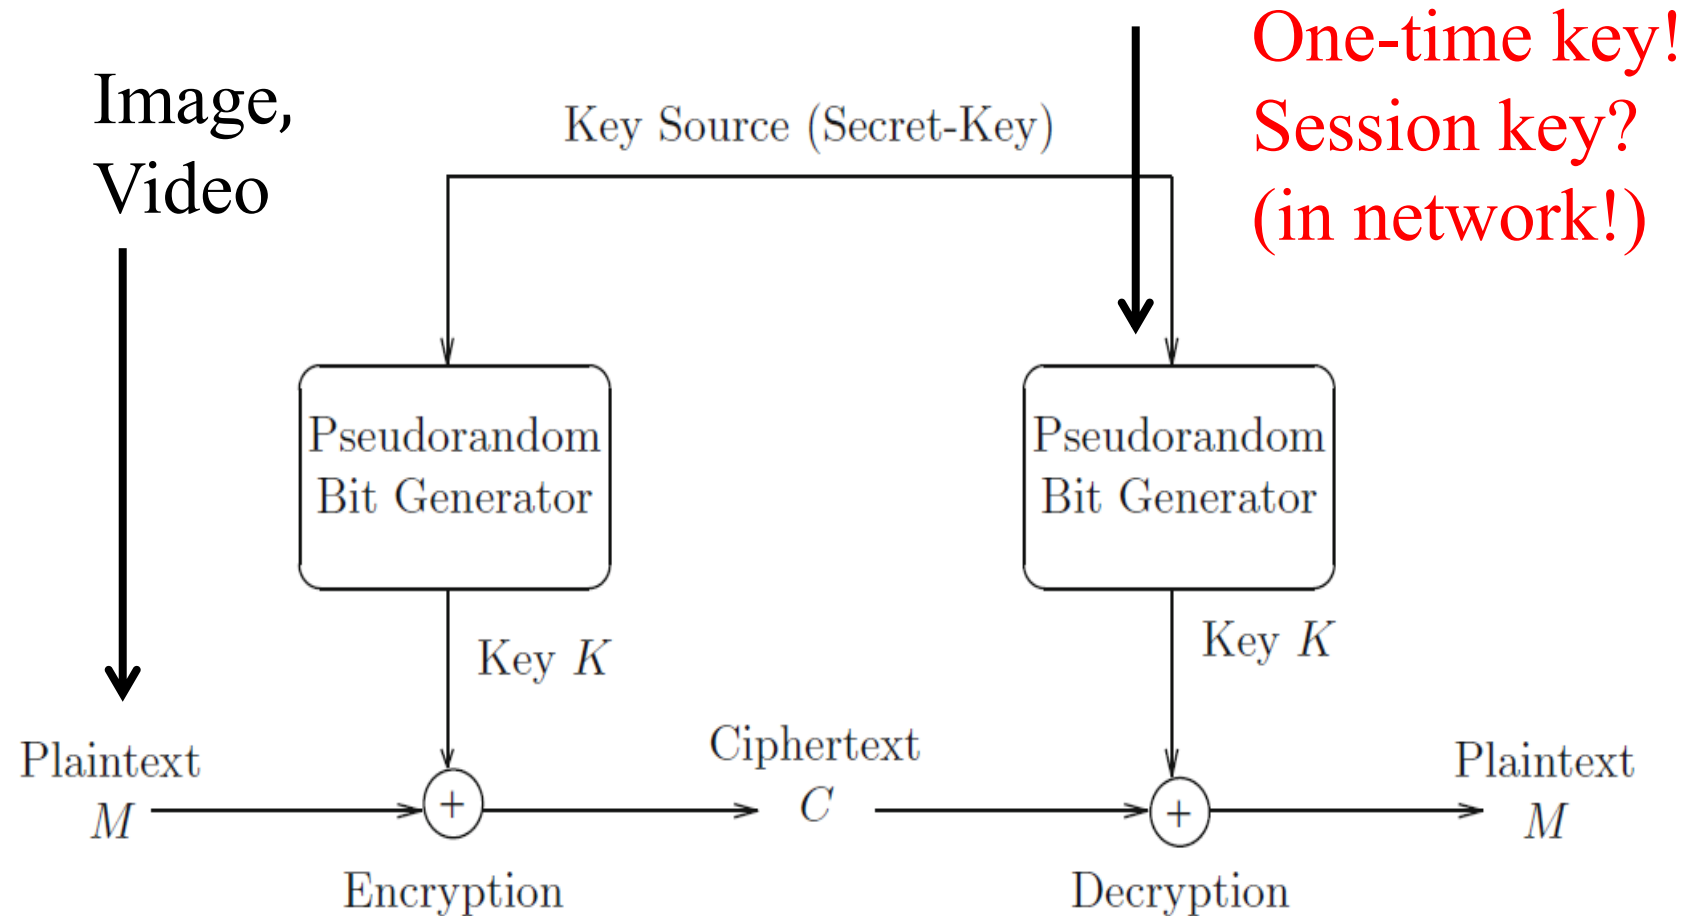 One-time key!
Session key?
(in network!)
Image,
Video
Key Source (Secret-Key)
Pseudorandom
Bit Generator
Pseudorandom
Bit Generator
Key K
Key K
Plaintext
M
+
Ciphertext
C
+
Plaintext
M
Encryption
Decryption